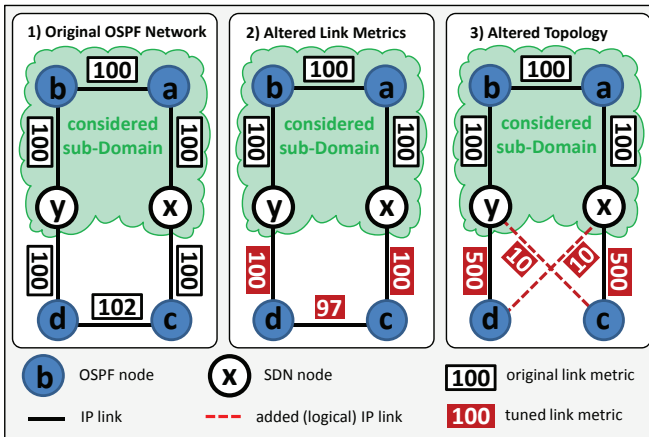 1) Original OSPF Network
100
b
a
100
considered
sub-Domain
100
y
x
100
100
102
d
c
2) Altered Link Metrics
100
b
a
100
considered
sub-Domain
100
y
x
100
100
97
d
c
3) Altered Topology
100
b
a
100
considered
sub-Domain
100
y
x
500
10
10
500
d
c
b OSPF node
x SDN node
100 original link metric
IP link
added (logical) IP link
100 tuned link metric